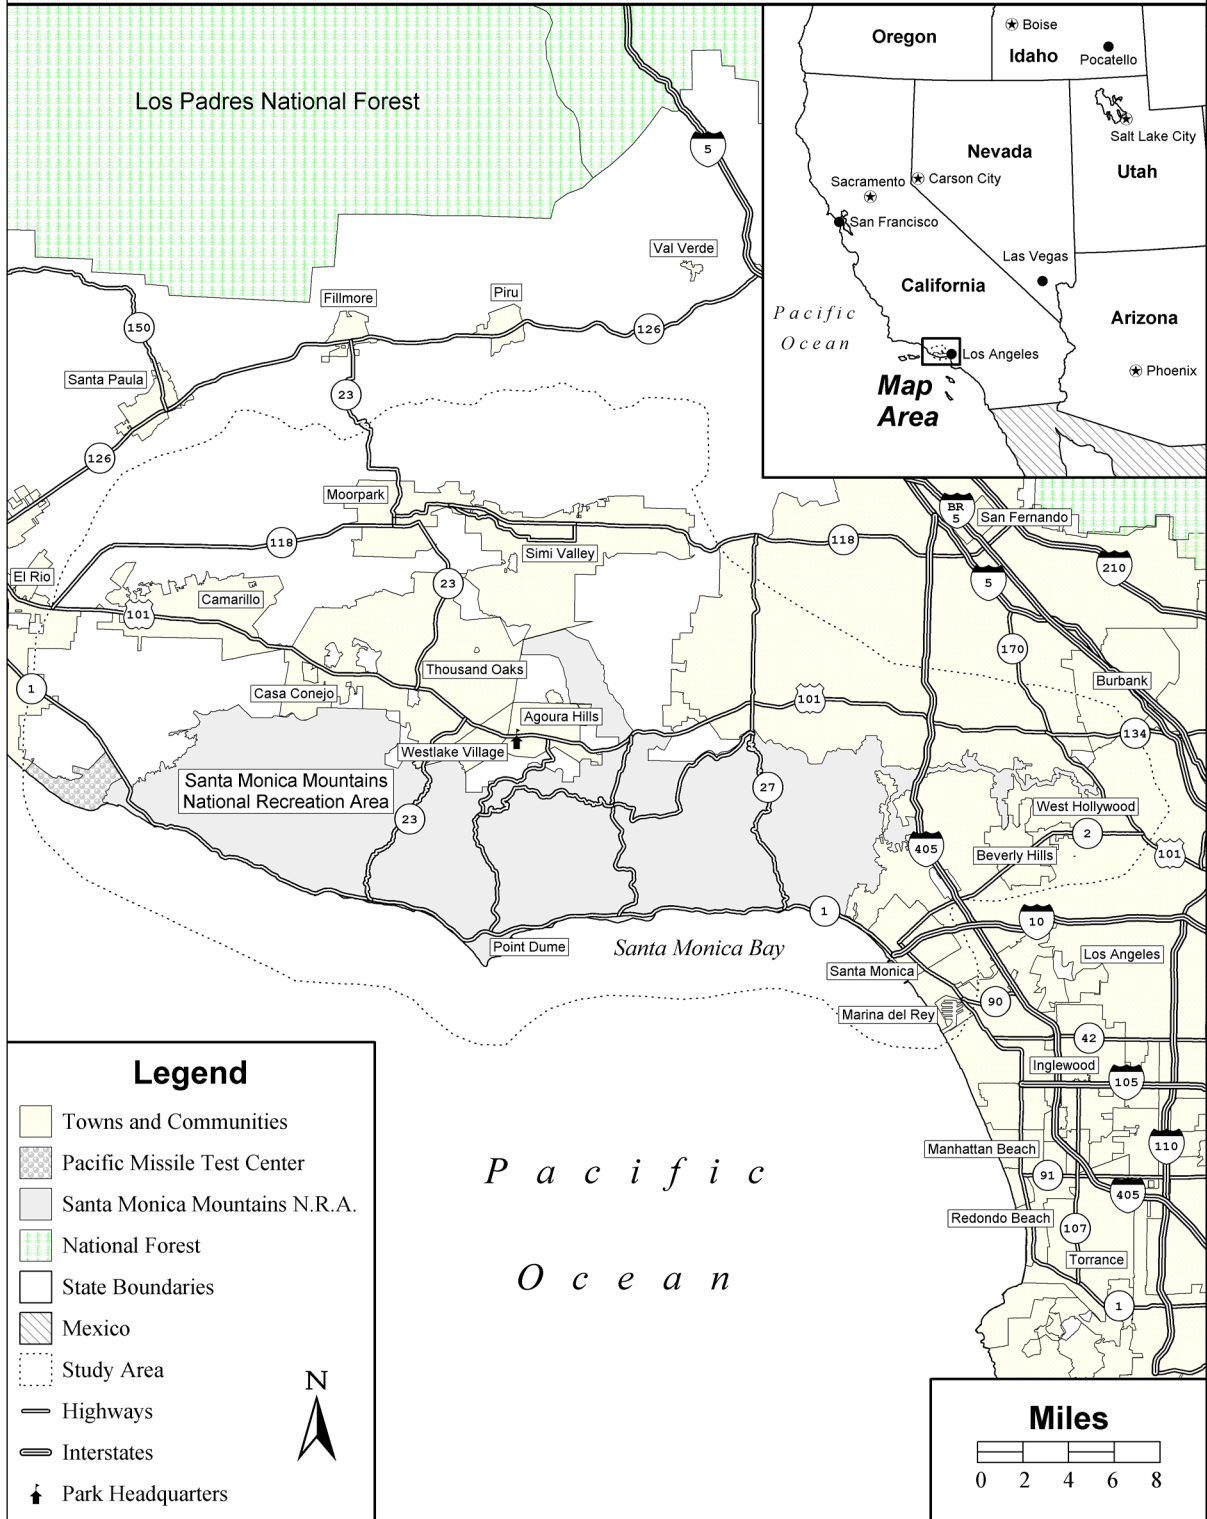 Los Padres National Forest
5
Val Verde
Fillmore
Piru
150
126
Santa Paula
23
126
Oregon
Boise
Idaho
Pocatello
Salt Lake City
Nevada
Utah
Sacramento
Carson City
San Francisco
Las Vegas
California
Arizona
Pacific
Ocean
Los Angeles
Phoenix
Map
Area
Moorpark
118
Simi Valley
118
BR
5
San Fernando
5
210
El Rio
Camarillo
101
23
170
Thousand Oaks
1
Casa Conejo
Agoura Hills
101
Burbank
134
Westlake Village
Santa Monica Mountains
National Recreation Area
23
27
West Hollywood
2
405
Beverly Hills
101
1
10
Point Dume
Santa Monica Bay
Los Angeles
Santa Monica
90
Marina del Rey
42
Inglewood
105
Manhattan Beach
110
91
405
Redondo Beach
107
Torrance
1
Pacific
Ocean
Legend
Towns and Communities
Pacific Missile Test Center
Santa Monica Mountains N.R.A.
National Forest
State Boundaries
Mexico
Study Area
Highways
Interstates
Park Headquarters
N
Miles
0 2 4 6 8